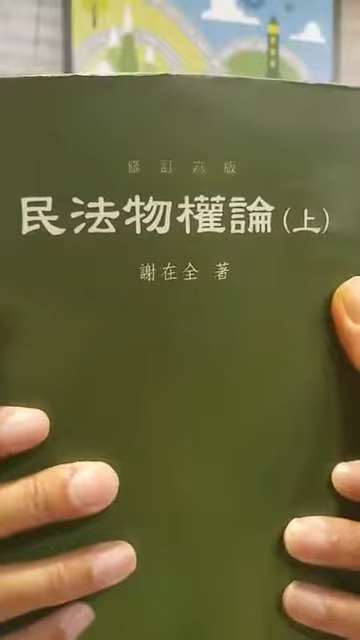 修訂六版
民法物權論(上)
謝在全 著